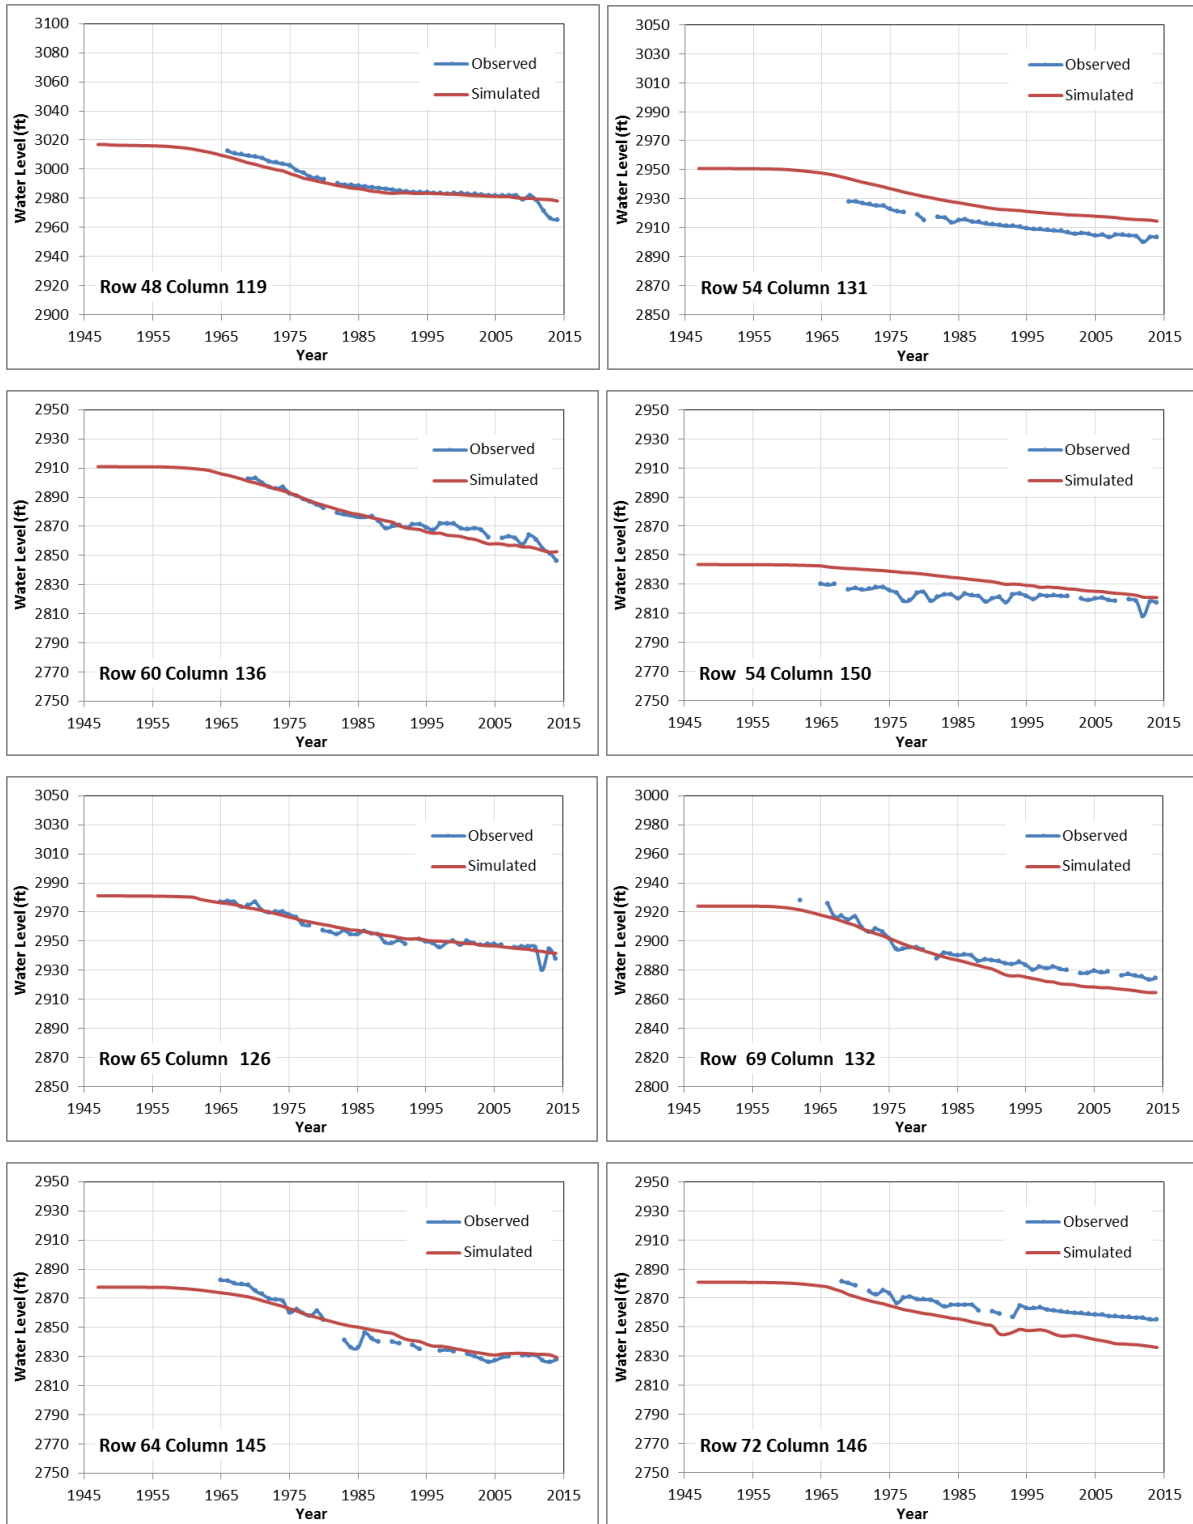 3100
3080
3060
3040
3020
3000
2980
2960
2940
2920
2900
Water Level (ft)
Observed
Simulated
Row 48 Column 119
1945 1955 1965 1975 1985 1995 2005 2015
Year
3050
3030
3010
2990
2970
2950
2930
2910
2890
2870
2850
Water Level (ft)
Observed
Simulated
Row 54 Column 131
1945 1955 1965 1975 1985 1995 2005 2015
Year
2950
2930
2910
2890
2870
2850
2830
2810
2790
2770
2750
Water Level (ft)
Observed
Simulated
Row 60 Column 136
1945 1955 1965 1975 1985 1995 2005 2015
Year
2950
2930
2910
2890
2870
2850
2830
2810
2790
2770
2750
Water Level (ft)
Observed
Simulated
Row 54 Column 150
1945 1955 1965 1975 1985 1995 2005 2015
Year
3050
3030
3010
2990
2970
2950
2930
2910
2890
2870
2850
Water Level (ft)
Observed
Simulated
Row 65 Column 126
1945 1955 1965 1975 1985 1995 2005 2015
Year
3000
2980
2960
2940
2920
2900
2880
2860
2840
2820
2800
Water Level (ft)
Observed
Simulated
Row 69 Column 132
1945 1955 1965 1975 1985 1995 2005 2015
Year
2950
2930
2910
2890
2870
2850
2830
2810
2790
2770
2750
Water Level (ft)
Observed
Simulated
Row 64 Column 145
1945 1955 1965 1975 1985 1995 2005 2015
Year
2950
2930
2910
2890
2870
2850
2830
2810
2790
2770
2750
Water Level (ft)
Observed
Simulated
Row 72 Column 146
1945 1955 1965 1975 1985 1995 2005 2015
Year